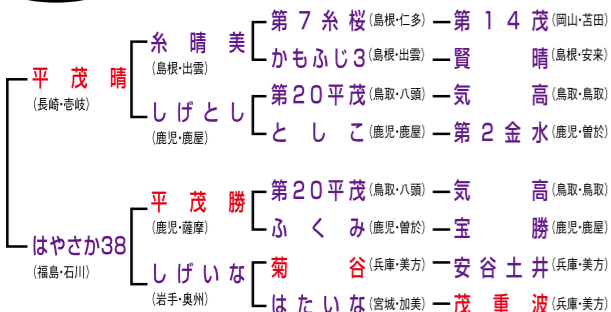 第7糸桜(島根・仁多) 第14茂(岡山・苫田)
糸晴美
(島根・出雲)
かもふじ3(島根・出雲) 賢晴(島根・安来)
平茂晴
(長崎・壱岐)
第20平茂(鳥取・八頭) 気高(鳥取・鳥取)
しげとし
(鹿児・鹿屋)
としこ(鹿児・鹿屋) 第2金水(鹿児・曽於)
第20平茂(鳥取・八頭) 気高(鳥取・鳥取)
平茂勝
(鹿児・薩摩)
ふくみ(鹿児・曽於) 宝勝(鹿児・鹿屋)
はやさか38
(福島・石川)
菊谷(兵庫・美方) 安谷土井(兵庫・美方)
しげいな
(岩手・奥州)
はたいな(宮城・加美) 茂重波(兵庫・美方)